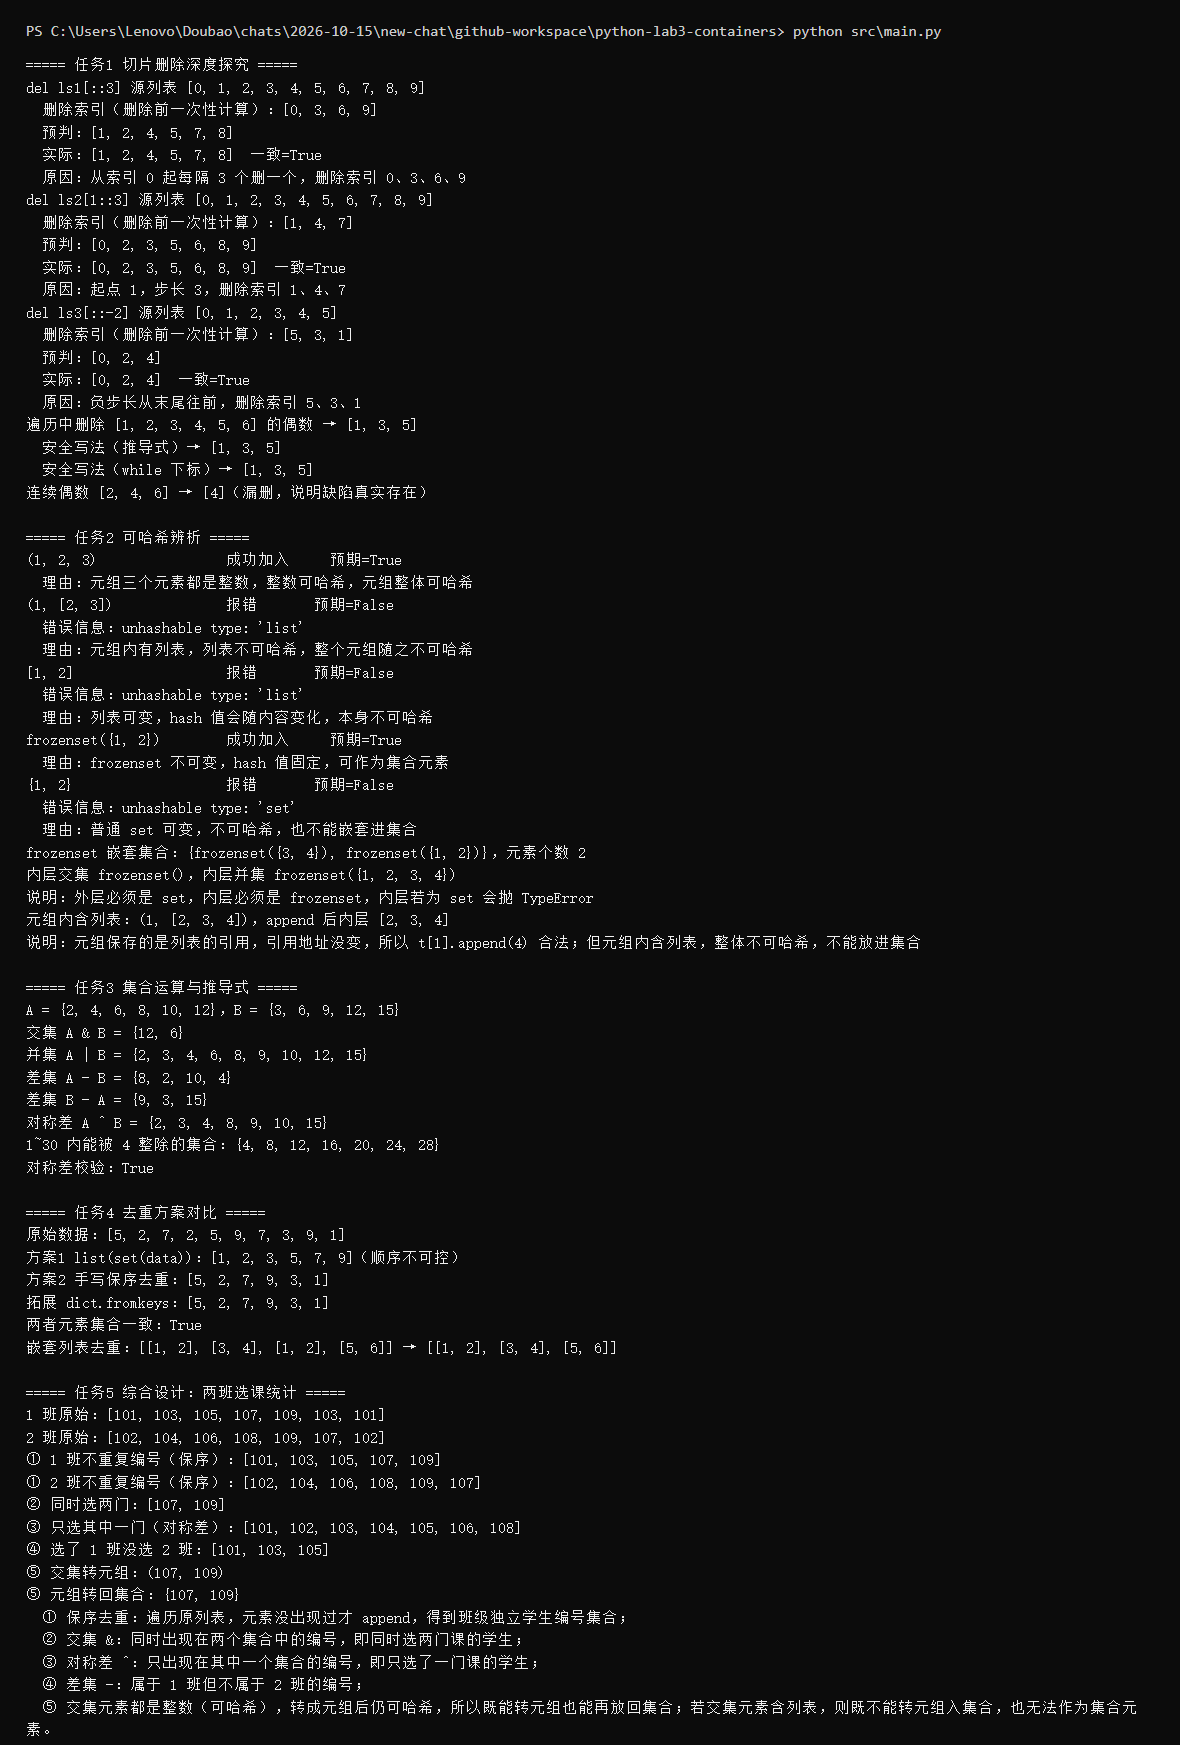 PS C:\Users\Lenovo\Doubao\chats\2026-10-15\new-chat\github-workspace\python-lab3-containers> python src\main.py
===== 任务1 切片删除深度探究 =====
del ls1[::3] 源列表 [0, 1, 2, 3, 4, 5, 6, 7, 8, 9]
  删除索引（删除前一次性计算）：[0, 3, 6, 9]
  预判：[1, 2, 4, 5, 7, 8]
  实际：[1, 2, 4, 5, 7, 8]  一致=True
  原因：从索引 0 起每隔 3 个删一个，删除索引 0、3、6、9
del ls2[1::3] 源列表 [0, 1, 2, 3, 4, 5, 6, 7, 8, 9]
  删除索引（删除前一次性计算）：[1, 4, 7]
  预判：[0, 2, 3, 5, 6, 8, 9]
  实际：[0, 2, 3, 5, 6, 8, 9]  一致=True
  原因：起点 1，步长 3，删除索引 1、4、7
del ls3[::-2] 源列表 [0, 1, 2, 3, 4, 5]
  删除索引（删除前一次性计算）：[5, 3, 1]
  预判：[0, 2, 4]
  实际：[0, 2, 4]  一致=True
  原因：负步长从末尾往前，删除索引 5、3、1
遍历中删除 [1, 2, 3, 4, 5, 6] 的偶数 → [1, 3, 5]
  安全写法（推导式）→ [1, 3, 5]
  安全写法（while 下标）→ [1, 3, 5]
连续偶数 [2, 4, 6] → [4]（漏删，说明缺陷真实存在）

===== 任务2 可哈希辨析 =====
(1, 2, 3)                成功加入     预期=True
  理由：元组三个元素都是整数，整数可哈希，元组整体可哈希
(1, [2, 3])              报错       预期=False
  错误信息：unhashable type: 'list'
  理由：元组内有列表，列表不可哈希，整个元组随之不可哈希
[1, 2]                   报错       预期=False
  错误信息：unhashable type: 'list'
  理由：列表可变，hash 值会随内容变化，本身不可哈希
frozenset({1, 2})        成功加入     预期=True
  理由：frozenset 不可变，hash 值固定，可作为集合元素
{1, 2}                   报错       预期=False
  错误信息：unhashable type: 'set'
  理由：普通 set 可变，不可哈希，也不能嵌套进集合
frozenset 嵌套集合：{frozenset({3, 4}), frozenset({1, 2})}，元素个数 2
内层交集 frozenset()，内层并集 frozenset({1, 2, 3, 4})
说明：外层必须是 set，内层必须是 frozenset，内层若为 set 会抛 TypeError
元组内含列表：(1, [2, 3, 4])，append 后内层 [2, 3, 4]
说明：元组保存的是列表的引用，引用地址没变，所以 t[1].append(4) 合法；但元组内含列表，整体不可哈希，不能放进集合

===== 任务3 集合运算与推导式 =====
A = {2, 4, 6, 8, 10, 12}，B = {3, 6, 9, 12, 15}
交集 A & B = {12, 6}
并集 A | B = {2, 3, 4, 6, 8, 9, 10, 12, 15}
差集 A - B = {8, 2, 10, 4}
差集 B - A = {9, 3, 15}
对称差 A ^ B = {2, 3, 4, 8, 9, 10, 15}
1~30 内能被 4 整除的集合：{4, 8, 12, 16, 20, 24, 28}
对称差校验：True

===== 任务4 去重方案对比 =====
原始数据：[5, 2, 7, 2, 5, 9, 7, 3, 9, 1]
方案1 list(set(data))：[1, 2, 3, 5, 7, 9]（顺序不可控）
方案2 手写保序去重：[5, 2, 7, 9, 3, 1]
拓展 dict.fromkeys：[5, 2, 7, 9, 3, 1]
两者元素集合一致：True
嵌套列表去重：[[1, 2], [3, 4], [1, 2], [5, 6]] → [[1, 2], [3, 4], [5, 6]]

===== 任务5 综合设计：两班选课统计 =====
1 班原始：[101, 103, 105, 107, 109, 103, 101]
2 班原始：[102, 104, 106, 108, 109, 107, 102]
① 1 班不重复编号（保序）：[101, 103, 105, 107, 109]
① 2 班不重复编号（保序）：[102, 104, 106, 108, 109, 107]
② 同时选两门：[107, 109]
③ 只选其中一门（对称差）：[101, 102, 103, 104, 105, 106, 108]
④ 选了 1 班没选 2 班：[101, 103, 105]
⑤ 交集转元组：(107, 109)
⑤ 元组转回集合：{107, 109}
  ① 保序去重：遍历原列表，元素没出现过才 append，得到班级独立学生编号集合；
  ② 交集 &：同时出现在两个集合中的编号，即同时选两门课的学生；
  ③ 对称差 ^：只出现在其中一个集合的编号，即只选了一门课的学生；
  ④ 差集 -：属于 1 班但不属于 2 班的编号；
  ⑤ 交集元素都是整数（可哈希），转成元组后仍可哈希，所以既能转元组也能再放回集合；若交集元素含列表，则既不能转元组入集合，也无法作为集合元
素。